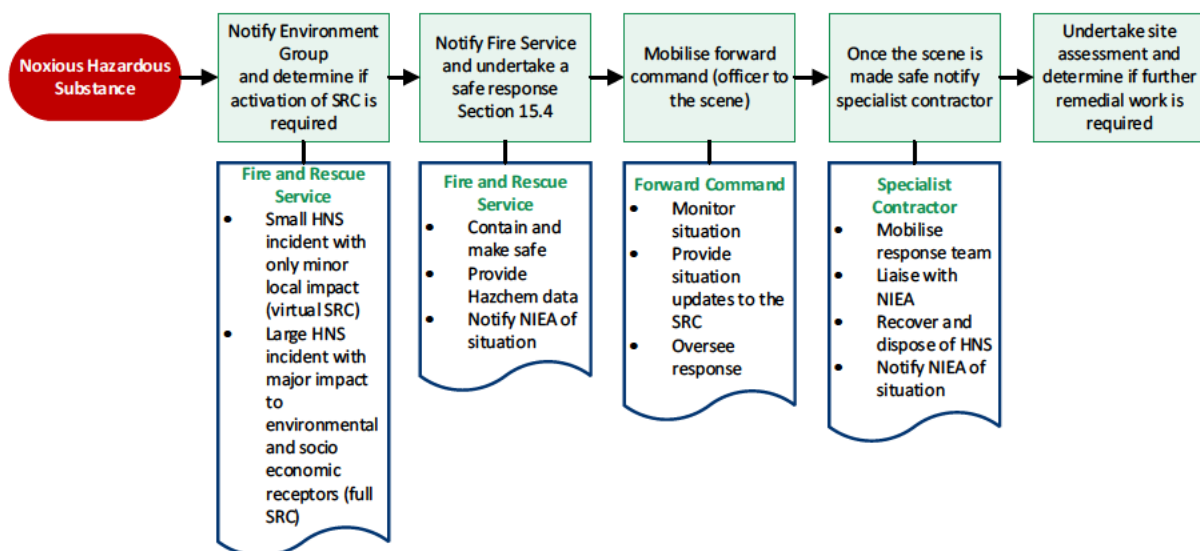 Noxious Hazardous
Substance
Notify Environment
Group
and determine if
activation of SRC is
required
Notify Fire Service
and undertake a
safe response
Section 15.4
Mobilise forward
command (officer to
the scene)
Once the scene is
made safe notify
specialist contractor
Undertake site
assessment and
determine if further
remedial work is
required
Fire and Rescue
Service
• Small HNS
incident with
only minor
local impact
(virtual SRC)
• Large HNS
incident with
major impact
to
environmental
and socio
economic
receptors (full
SRC)
Fire and Rescue
Service
• Contain and
make safe
• Provide
Hazchem data
• Notify NIEA of
situation
Forward Command
• Monitor
situation
• Provide
situation
updates to the
SRC
• Oversee
response
Specialist
Contractor
• Mobilise
response team
• Liaise with
NIEA
• Recover and
dispose of HNS
• Notify NIEA of
situation